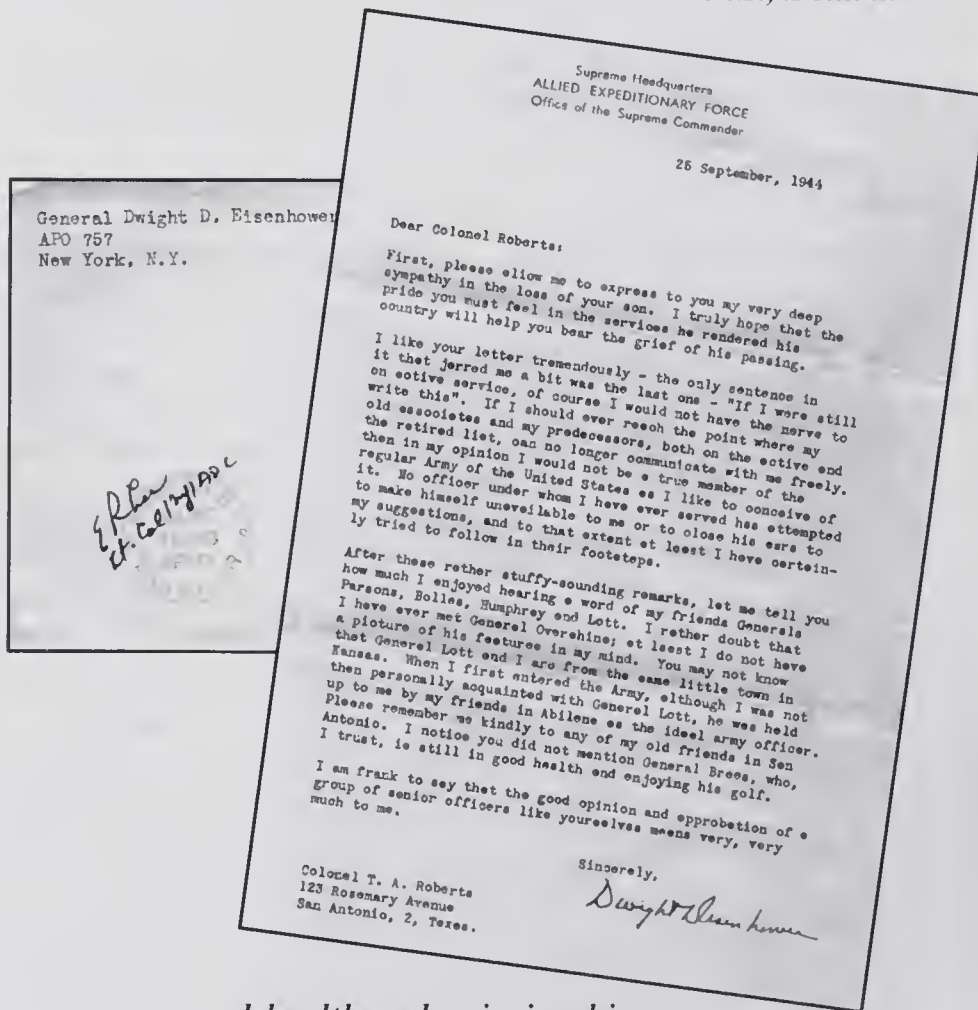 General Dwight D. Eisenhower
APO 757
New York, N.Y.
Lt. Col
ADC
Supreme Headquarters
ALLIED EXPEDITIONARY FORCE
Office of the Supreme Commander
25 September, 1944
Dear Colonel Roberts:
First, please allow me to express to you my very deep
sympathy in the loss of your son. I truly hope that the
pride you must feel in the services he rendered his
country will help you bear the grief of his passing.
I like your letter tremendously - the only sentence in
it that jarred me a bit was the last one - "If I were still
on active service, of course I would not have the nerve to
write this". If I should ever reach the point where my
old associates and my predecessors, both on the active and
the retired list, can no longer communicate with me freely.
then in my opinion I would not be a true member of the
regular Army of the United States as I like to conceive of
it. No officer under whom I have ever served has attempted
to make himself unavailable to me or to close his ears to
my suggestions, and to that extent at least I have certain-
ly tried to follow in their footsteps.
After these rather stuffy-sounding remarks, let me tell you
how much I enjoyed hearing a word of my friends Generals
Parsons, Bolles, Humphrey and Lott. I rather doubt that
I have ever met General Overshine; at least I do not have
a picture of his features in my mind. You may not know
that General Lott and I are from the same little town in
Kansas. When I first entered the Army, although I was not
then personally acquainted with General Lott, he was held
up to me by my friends in Abilene as the ideal army officer.
Please remember me kindly to any of my old friends in San
Antonio. I notice you did not mention General Brees, who,
I trust, is still in good health and enjoying his golf.
I am frank to say that the good opinion and approbation of a
group of senior officers like yourselves means very, very
much to me.
Sincerely,
Dwight D Eisenhower
Colonel T. A. Roberts
123 Rosemary Avenue
San Antonio, 2, Texas.